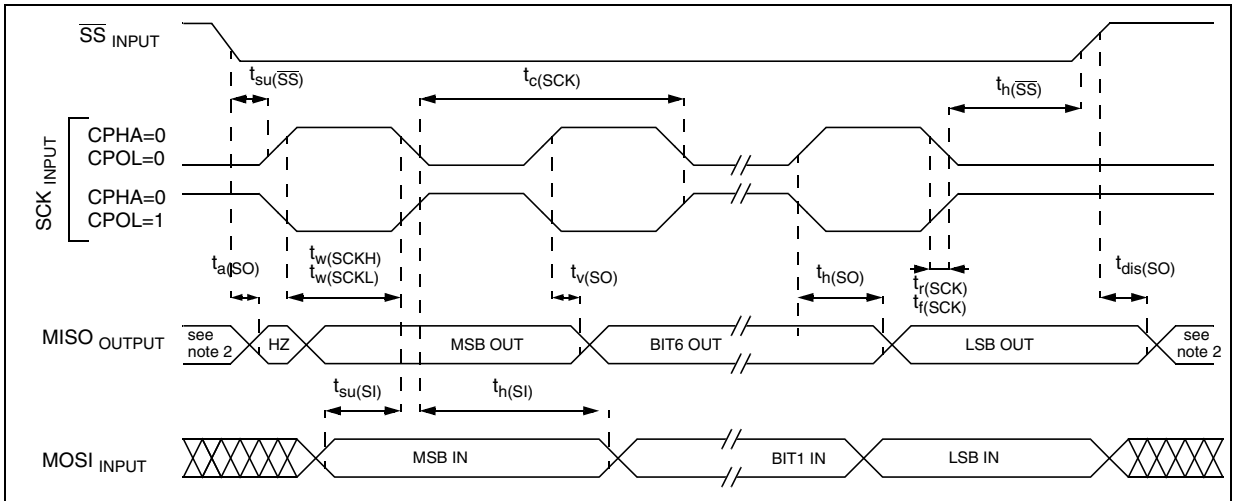 SS INPUT
tsu(SS)
tc(SCK)
th(SS)
SCK INPUT
CPHA=0
CPOL=0
CPHA=0
CPOL=1
ta(SO)
tw(SCKH)
tw(SCKL)
tv(SO)
th(SO)
tr(SCK)
tf(SCK)
tdis(SO)
MISO OUTPUT
see
note 2
HZ
MSB OUT
BIT6 OUT
LSB OUT
see
note 2
tsu(SI)
th(SI)
MOSI INPUT
MSB IN
BIT1 IN
LSB IN